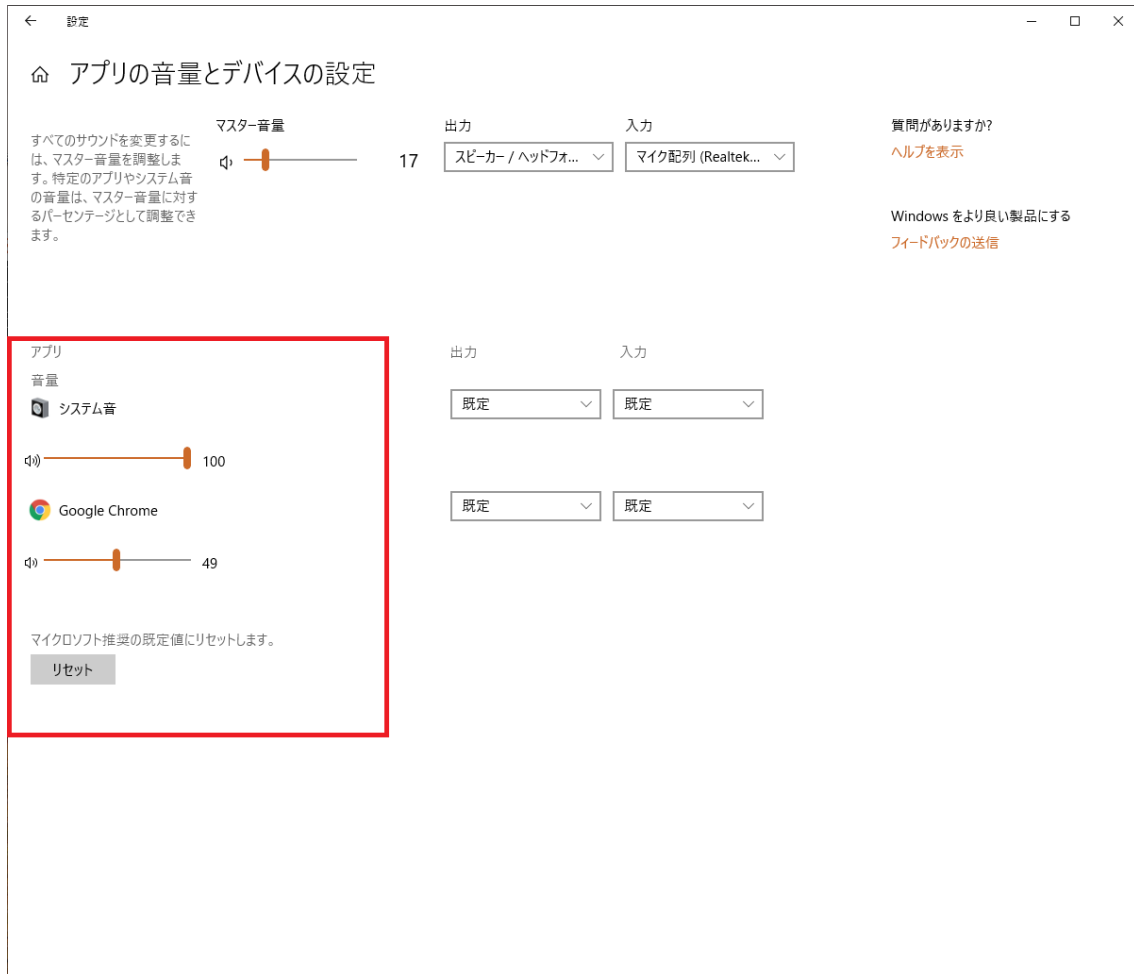 設定
アプリの音量とデバイスの設定
すべてのサウンドを変更するに
は、マスター音量を調整しま
す。特定のアプリやシステム音
の音量は、マスター音量に対す
るパーセンテージとして調整でき
ます。
マスター音量
17
出力
スピーカー / ヘッドフォ...
入力
マイク配列 (Realtek...
質問がありますか?
ヘルプを表示
Windows をより良い製品にする
フィードバックの送信
アプリ
音量
出力
入力
システム音
既定
既定
100
Google Chrome
既定
既定
49
マイクロソフト推奨の既定値にリセットします。
リセット